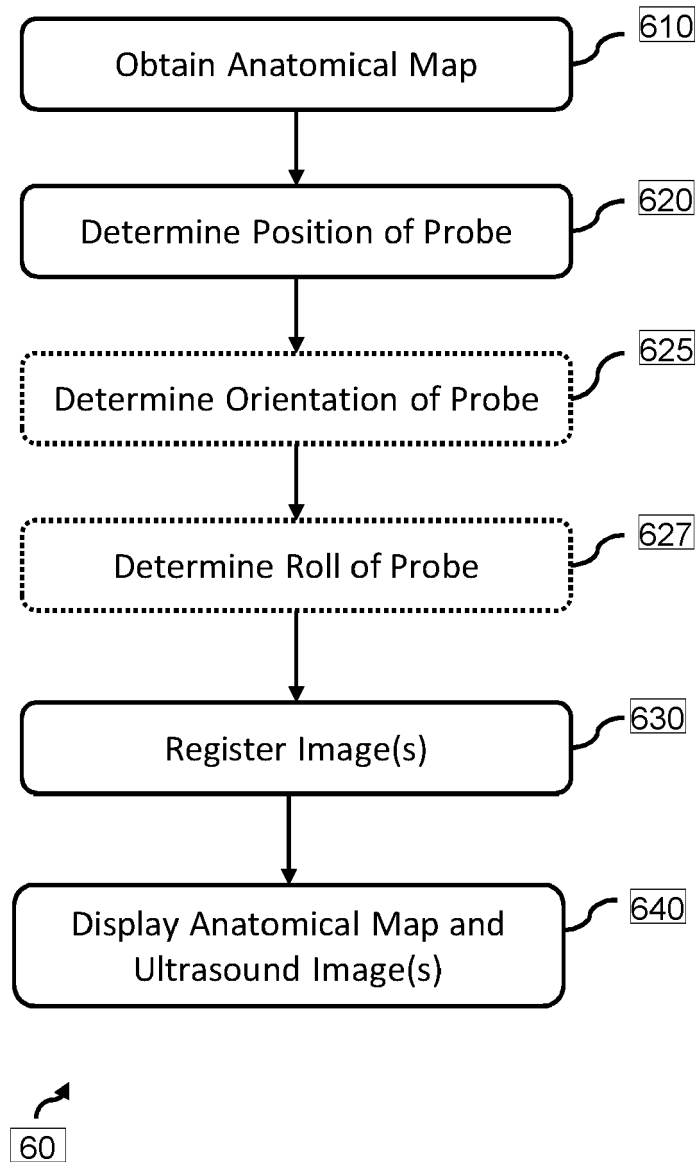 Obtain Anatomical Map
610
Determine Position of Probe
620
Determine Orientation of Probe
625
Determine Roll of Probe
627
Register Image(s)
630
Display Anatomical Map and
Ultrasound Image(s)
640
60